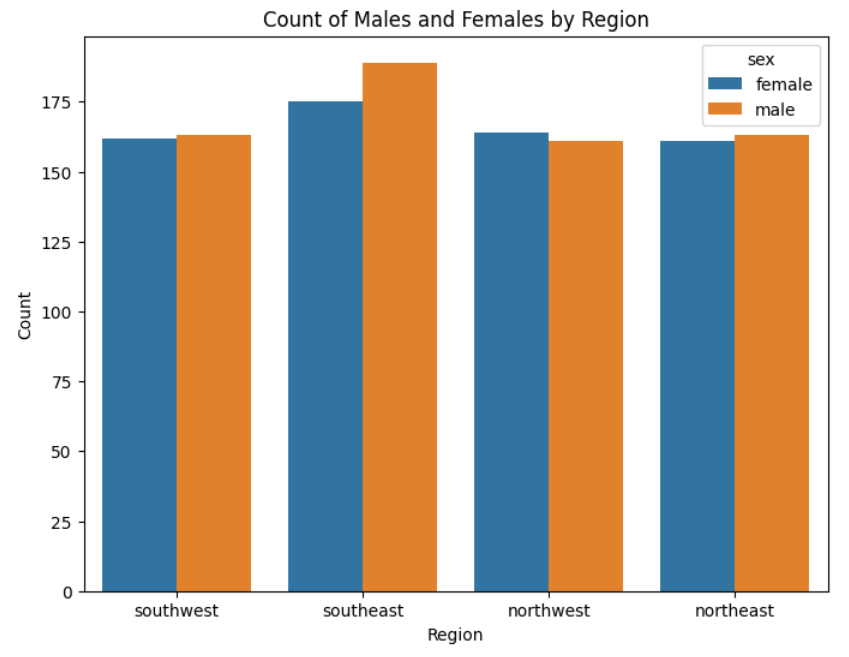 Count of Males and Females by Region
sex
female
male
175
150
125
100
75
50
25
0
Count
southwest southeast northwest northeast
Region